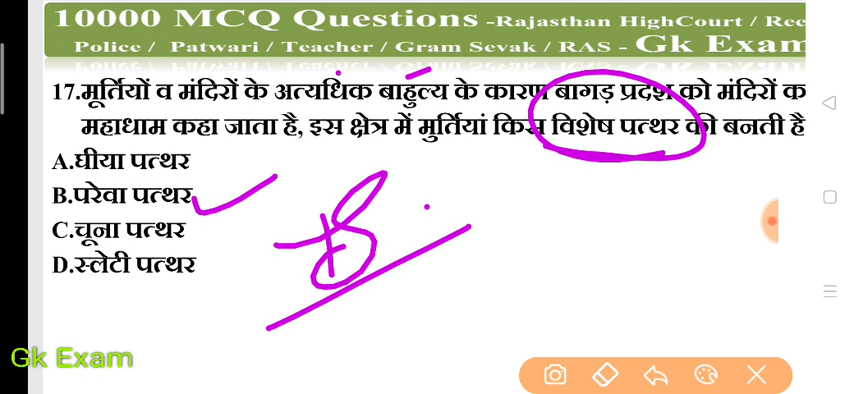 10000 MCQ Questions -Rajasthan HighCourt / Ree
Police / Patwari / Teacher / Gram Sevak / RAS - Gk Exam
17.मूर्तियों व मंदिरों के अत्यधिक बाहुल्य के कारण बागड़ प्रदेश को मंदिरों क
महाधाम कहा जाता है, इस क्षेत्र में मुर्तियां किस विशेष पत्थर की बनती है
A.घीया पत्थर
B.परेवा पत्थर
C.चूना पत्थर
D.स्लेटी पत्थर
B
Gk Exam